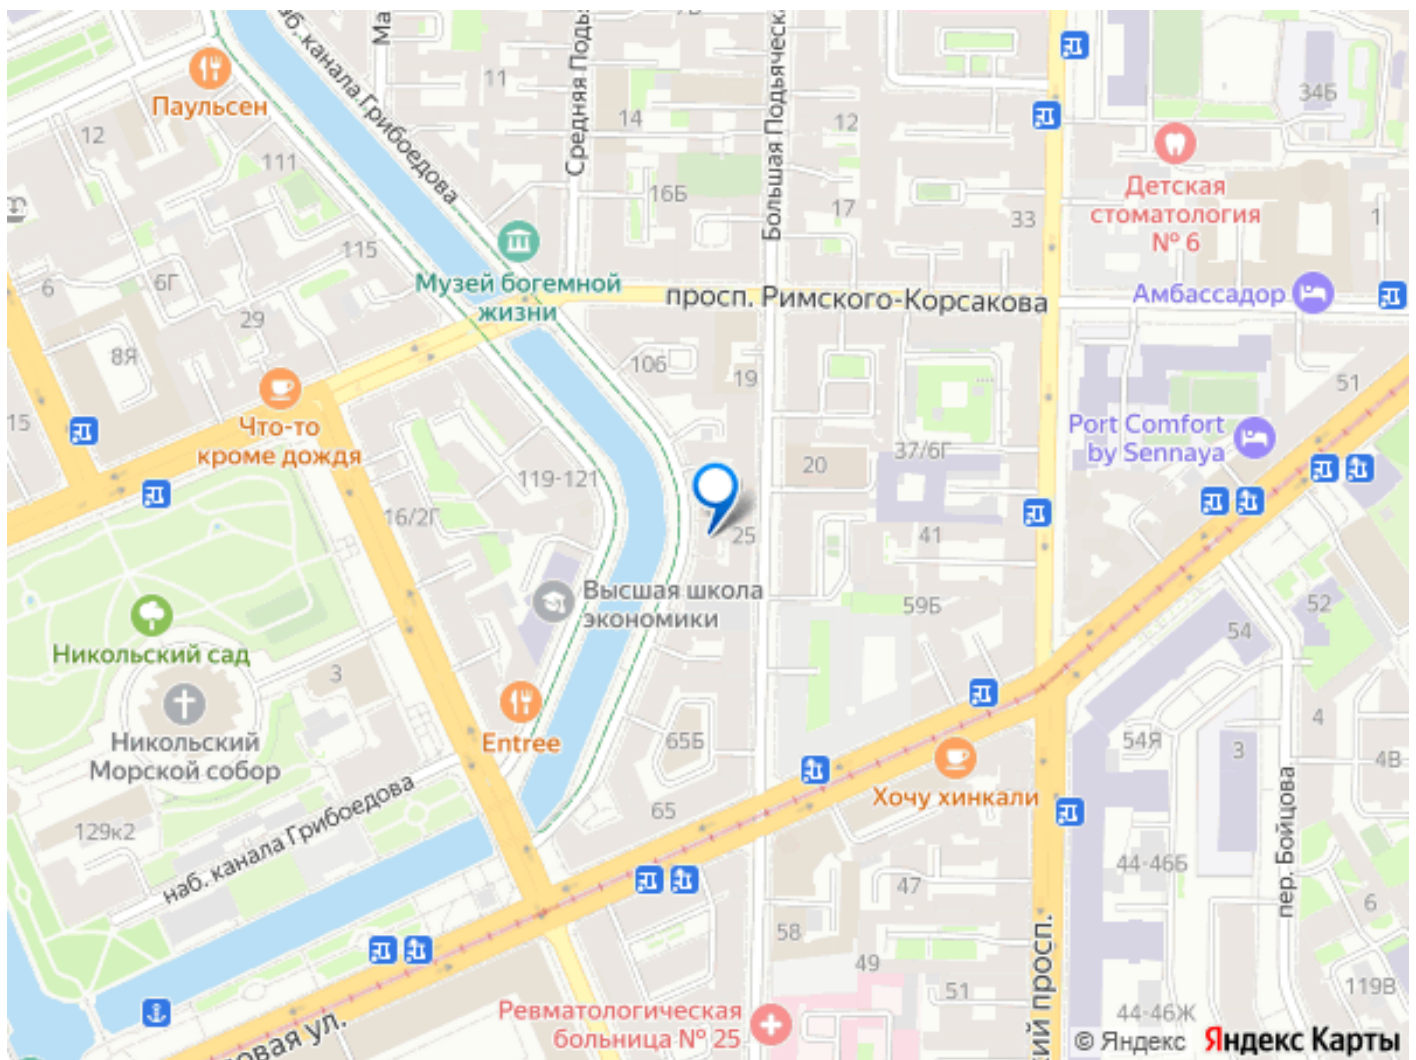 наб. канала Грибоедова
Средняя Подьяческая
Большая Подьяческая
Паульсен
11
14
12
12
34Б
111
16Б
17
33
1
Детская
стоматология
№ 6
115
6Г
6
Музей богемной
жизни
просп. Римского-Корсакова
Амбассадор
29
8Я
106
19
51
15
Что-то
кроме дождя
Port Comfort
by Sennaya
119-121
20
37/6Г
16/2Г
25
41
Высшая школа
экономики
59Б
52
54
Никольский сад
3
Никольский
Морской собор
Entree
65Б
54Я
3
4
4В
65
Хочу хинкали
129к2
наб. канала Грибоедова
пер. Бойцова
44-46Б
47
6
58
49
51
119В
44-46Ж
Ревматологическая
больница № 25
© Яндекс Яндекс Карты